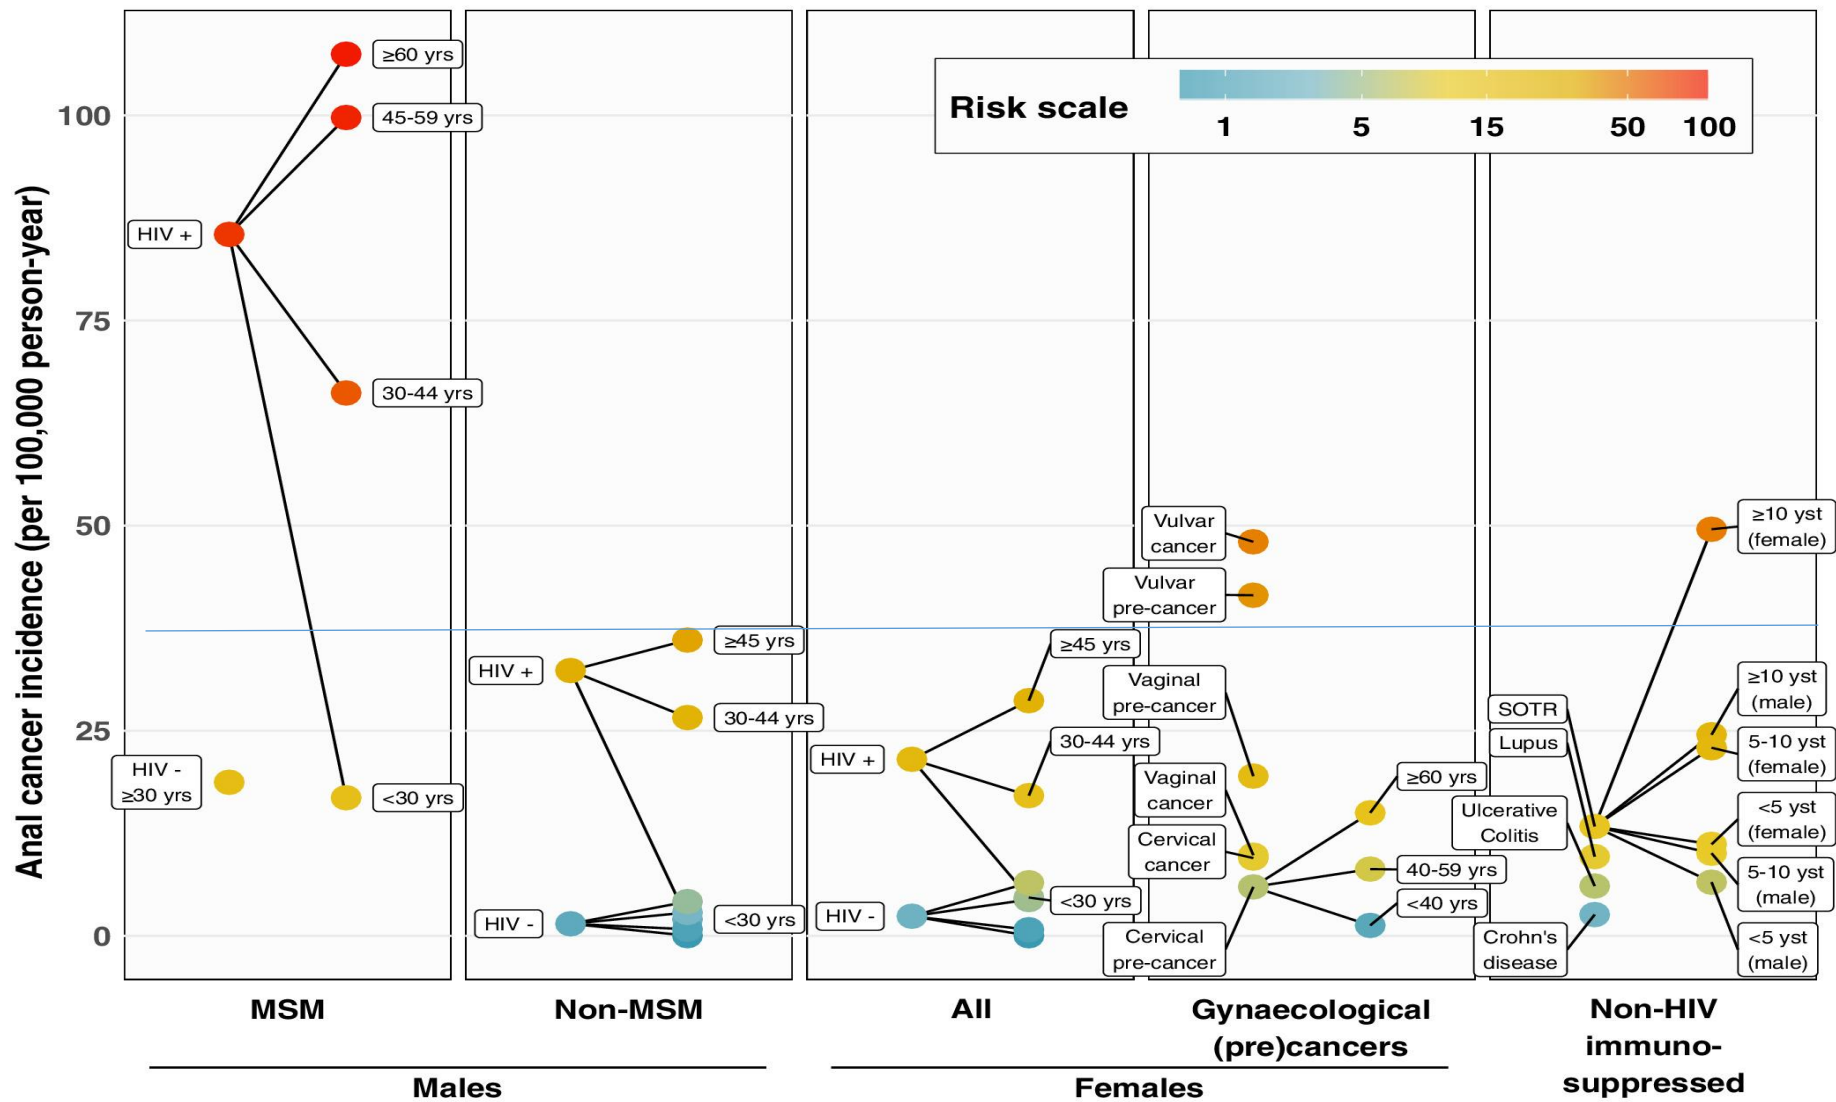 Anal cancer incidence (per 100,000 person-year)
100
75
50
25
0
≥60 yrs
45-59 yrs
HIV +
30-44 yrs
HIV -
≥30 yrs
<30 yrs
MSM
≥45 yrs
HIV +
30-44 yrs
HIV -
<30 yrs
Non-MSM
Males
≥45 yrs
30-44 yrs
HIV +
HIV -
<30 yrs
All
Risk scale
1 5 15 50 100
Vulvar
cancer
Vulvar
pre-cancer
Vaginal
pre-cancer
Vaginal
cancer
Cervical
cancer
Cervical
pre-cancer
≥60 yrs
40-59 yrs
<40 yrs
Gynaecological
(pre)cancers
Females
SOTR
Lupus
Ulcerative
Colitis
Crohn's
disease
≥10 yst
(female)
≥10 yst
(male)
5-10 yst
(female)
<5 yst
(female)
5-10 yst
(male)
<5 yst
(male)
Non-HIV
immuno-
suppressed